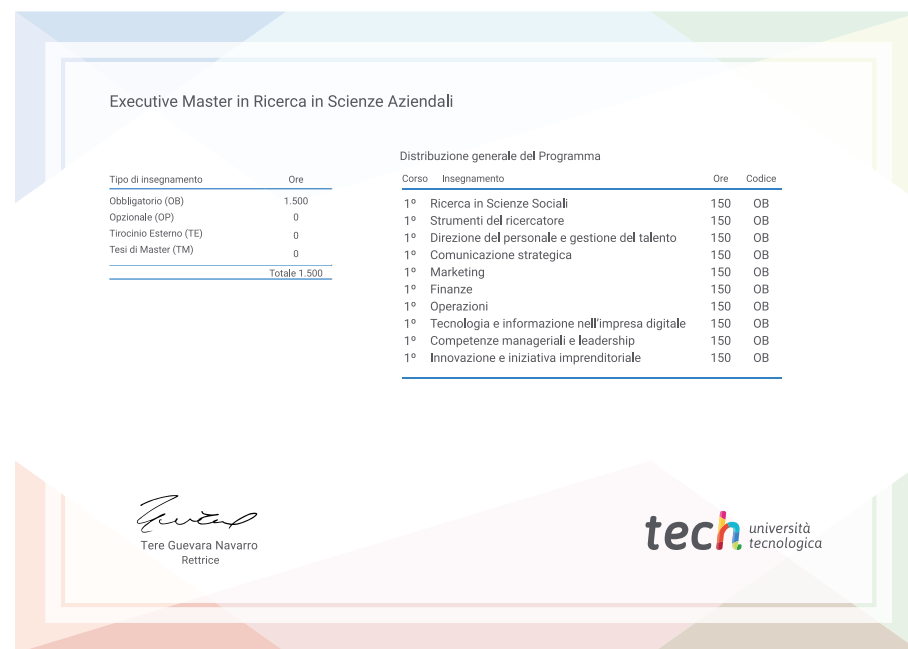 Executive Master in Ricerca in Scienze Aziendali
Tipo di insegnamento Ore
Obbligatorio (OB) 1.500
Opzionale (OP) 0
Tirocinio Esterno (TE) 0
Tesi di Master (TM) 0
Totale 1.500
Distribuzione generale del Programma
Corso Insegnamento Ore Codice
1º Ricerca in Scienze Sociali 150 OB
1º Strumenti del ricercatore 150 OB
1º Direzione del personale e gestione del talento 150 OB
1º Comunicazione strategica 150 OB
1º Marketing 150 OB
1º Finanze 150 OB
1º Operazioni 150 OB
1º Tecnologia e informazione nell'impresa digitale 150 OB
1º Competenze manageriali e leadership 150 OB
1º Innovazione e iniziativa imprenditoriale 150 OB
Tere Guevara Navarro
Rettrice
tech università
tecnologica